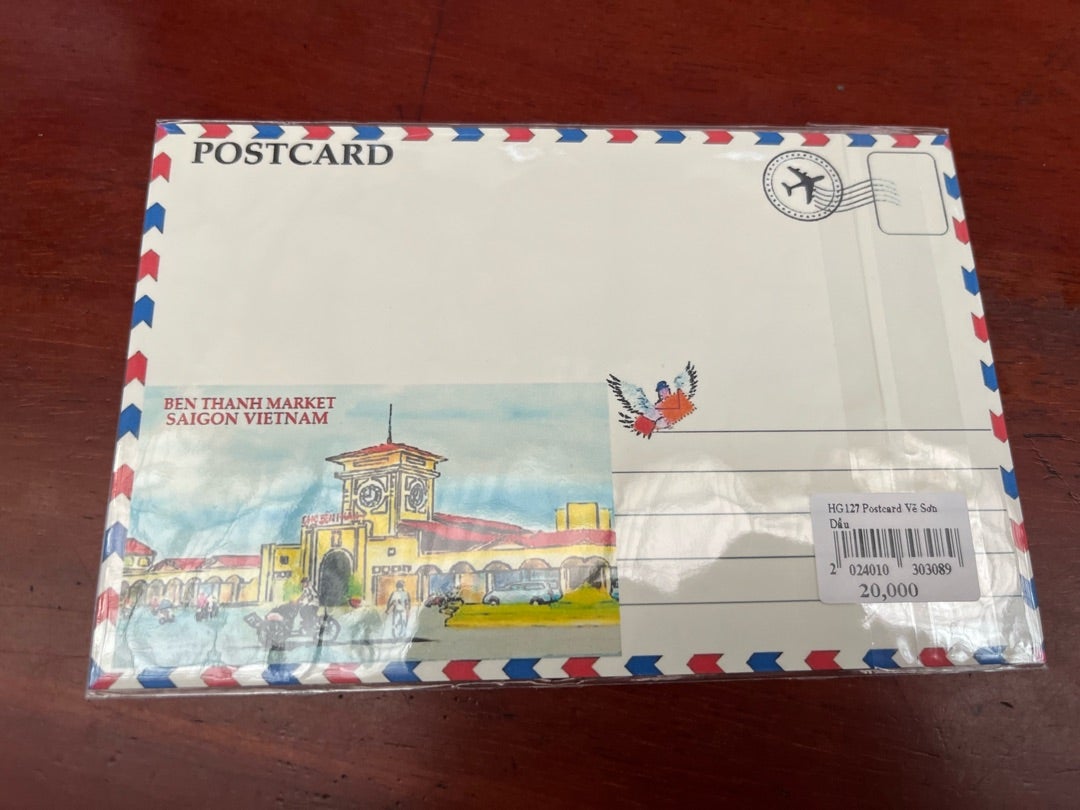 POSTCARD
BEN THANH MARKET
SAIGON VIETNAM
HG127 Postcard Vẽ Sơn
Dầu
2 024010 303089
20,000